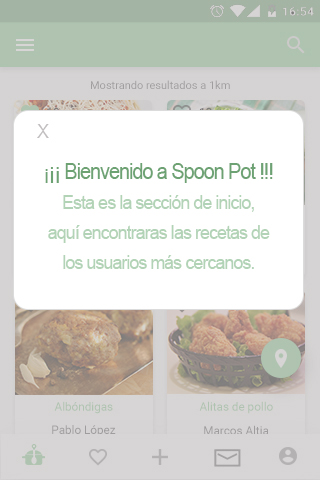 16:54
Mostrando resultados a 1km
X
¡¡¡ Bienvenido a Spoon Pot !!!
Esta es la sección de inicio,
aquí encontraras las recetas de
los usuarios más cercanos.
Albóndigas
Alitas de pollo
Pablo López
Marcos Altia